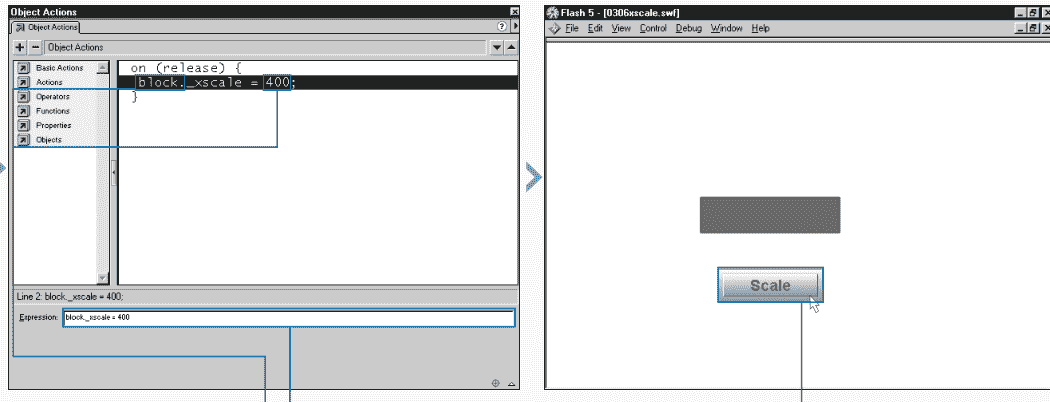 Object Actions
Object Actions
Object Actions
Basic Actions
Actions
Operators
Functions
Properties
Objects
on (release) {
block._xscale = 400;
}
Line 2: block._xscale = 400;
Expression: block._xscale = 400
Flash 5 - [0306xscale.swf]
File Edit View Control Debug Window Help
Scale